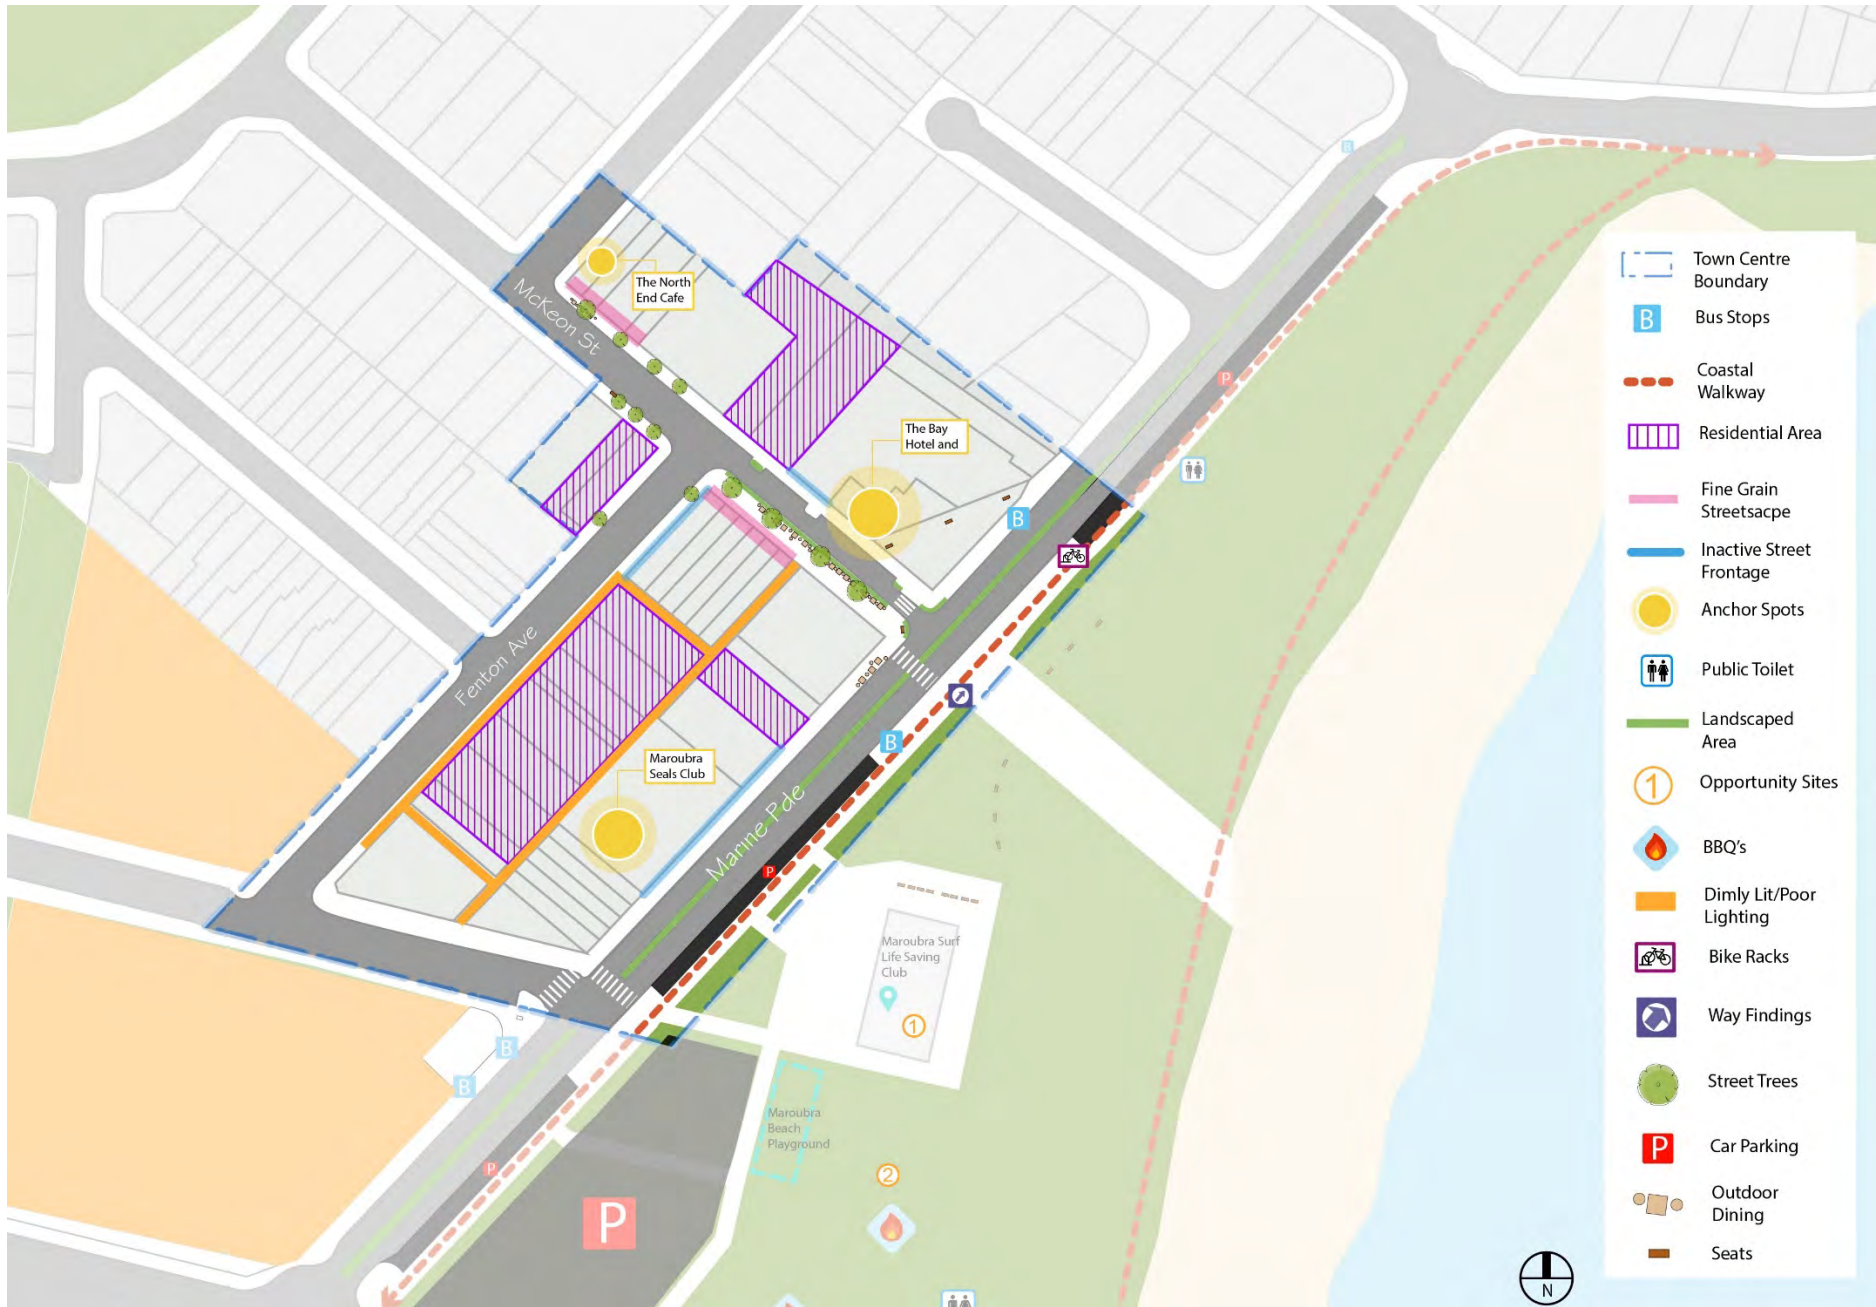 The North
End Cafe
McKeon St
The Bay
Hotel and
Fenton Ave
Maroubra
Seals Club
Marine Pde
Maroubra Surf
Life Saving
Club
1
Maroubra
Beach
Playground
2
B
B
B
B
B
P
P
P
P
N
Town Centre
Boundary
B
Bus Stops
Coastal
Walkway
Residential Area
Fine Grain
Streetsacpe
Inactive Street
Frontage
Anchor Spots
Public Toilet
Landscaped
Area
1
Opportunity Sites
BBQ's
Dimly Lit/Poor
Lighting
Bike Racks
Way Findings
Street Trees
P
Car Parking
Outdoor
Dining
Seats